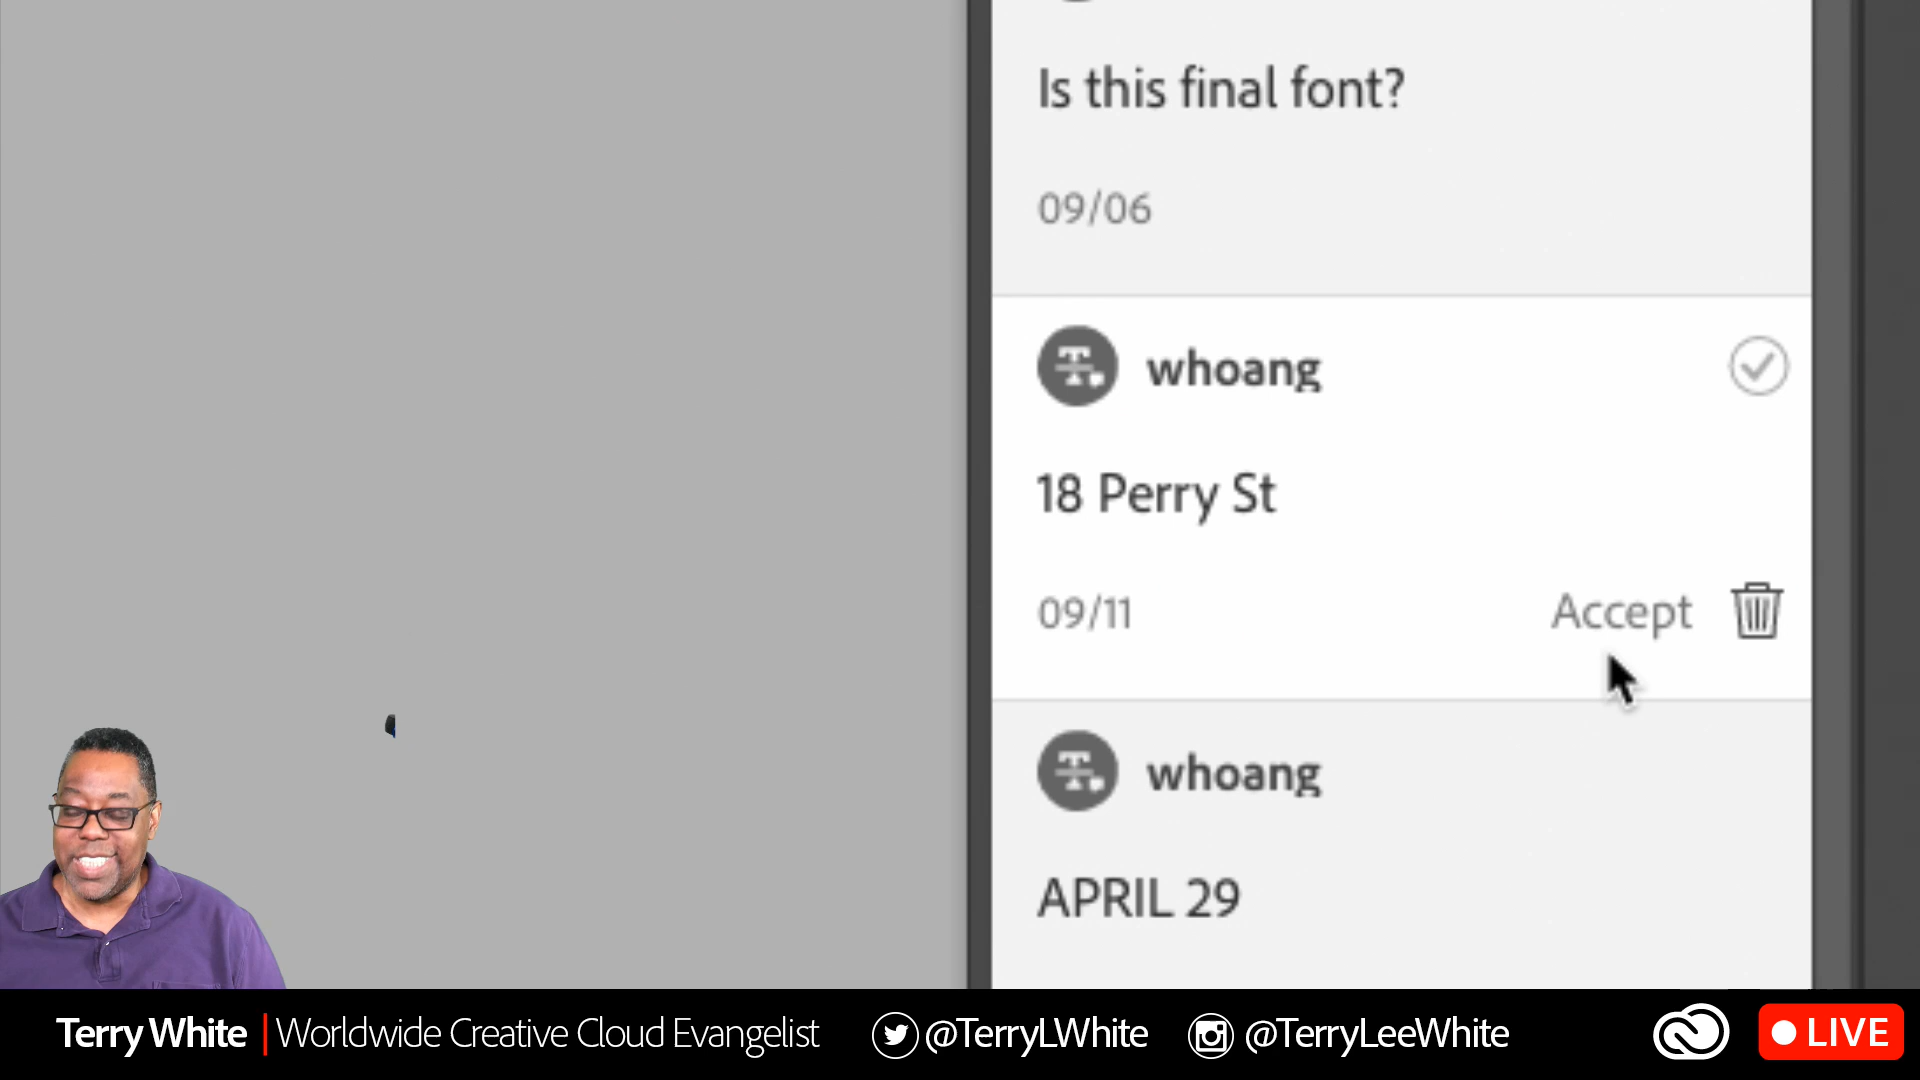 Is this final font?
09/06
whoang
18 Perry St
09/11
Accept
whoang
APRIL 29
Terry White | Worldwide Creative Cloud Evangelist
@TerryLWhite
@TerryLeeWhite
LIVE